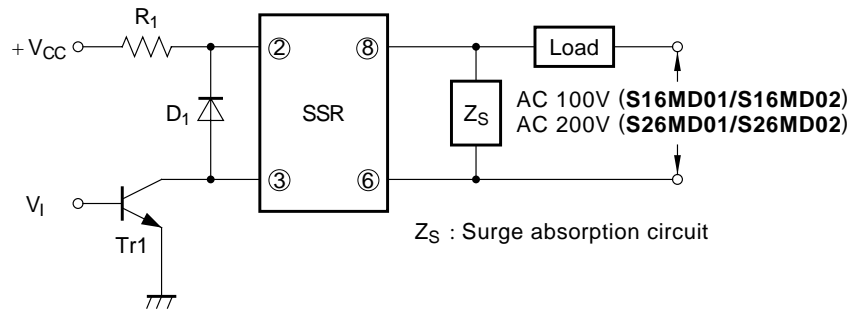 R1
+ VCC
② ⑧ Load
D1 SSR ZS AC 100V (S16MD01/S16MD02)
AC 200V (S26MD01/S26MD02)
③ ⑥
VI
Tr1
ZS : Surge absorption circuit